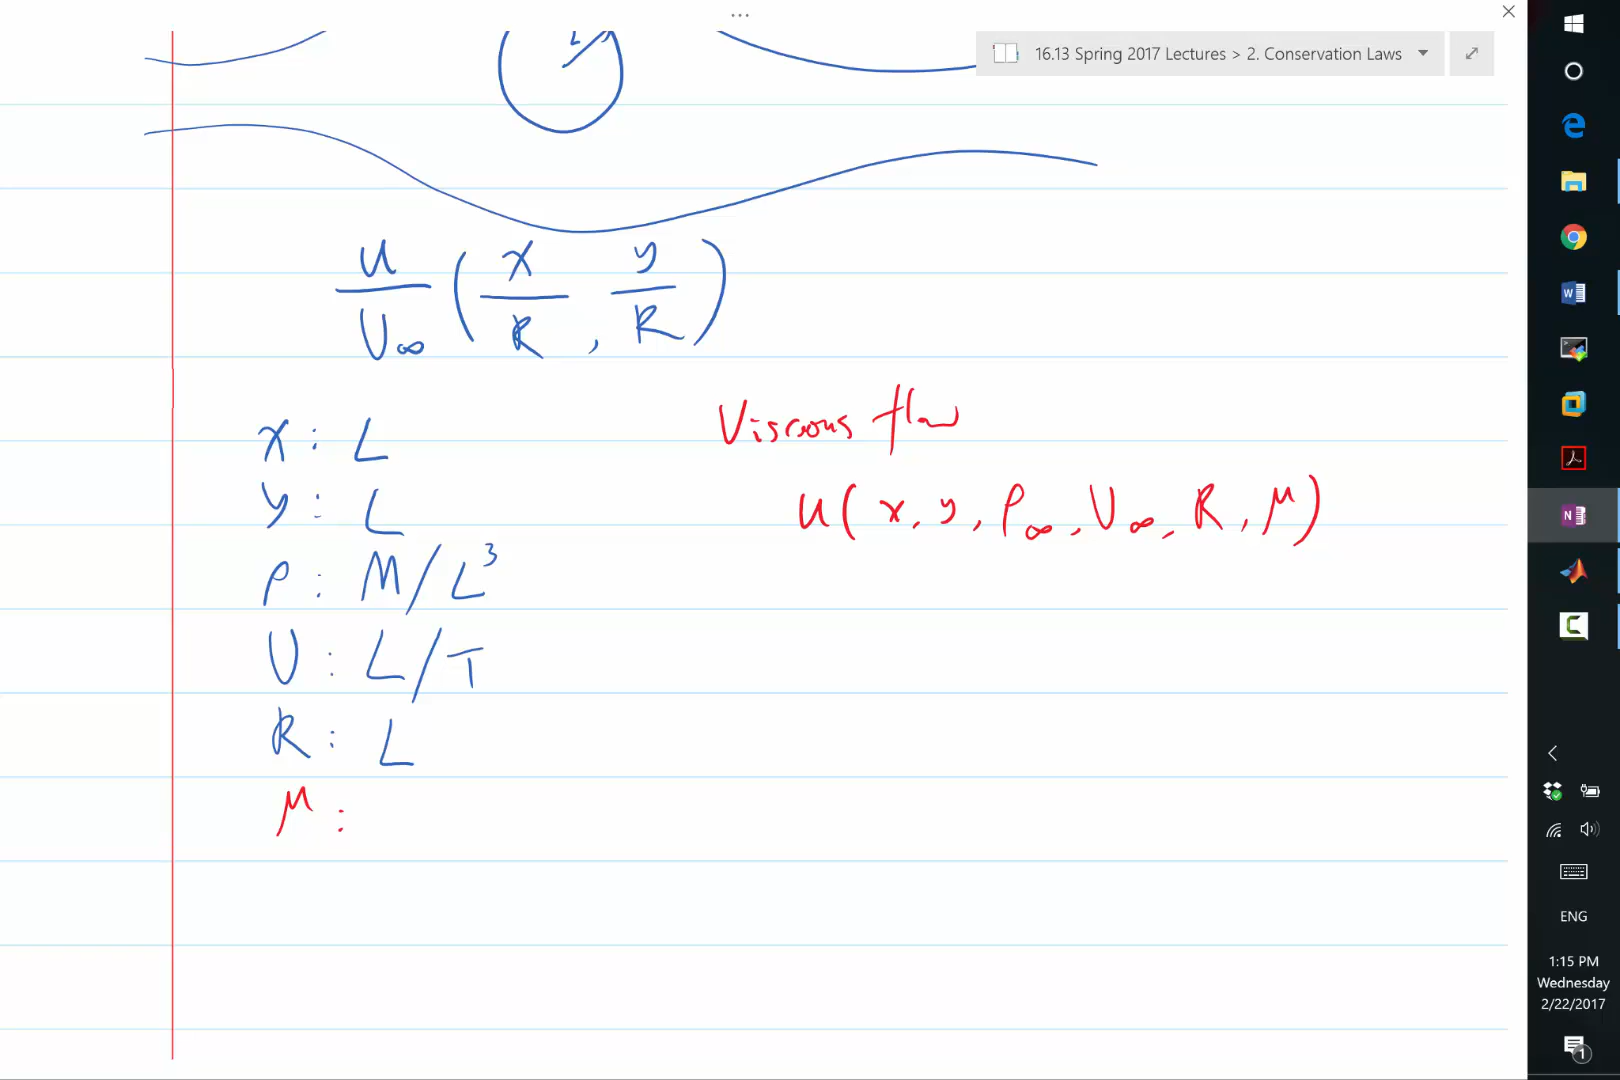 16.13 Spring 2017 Lectures > 2. Conservation Laws
u/U∞ (x/R, y/R)
x : L
y : L
ρ : M/L³
U : L/T
R : L
μ :
Viscous flow
u(x, y, ρ∞, U∞, R, μ)
ENG
1:15 PM
Wednesday
2/22/2017
1